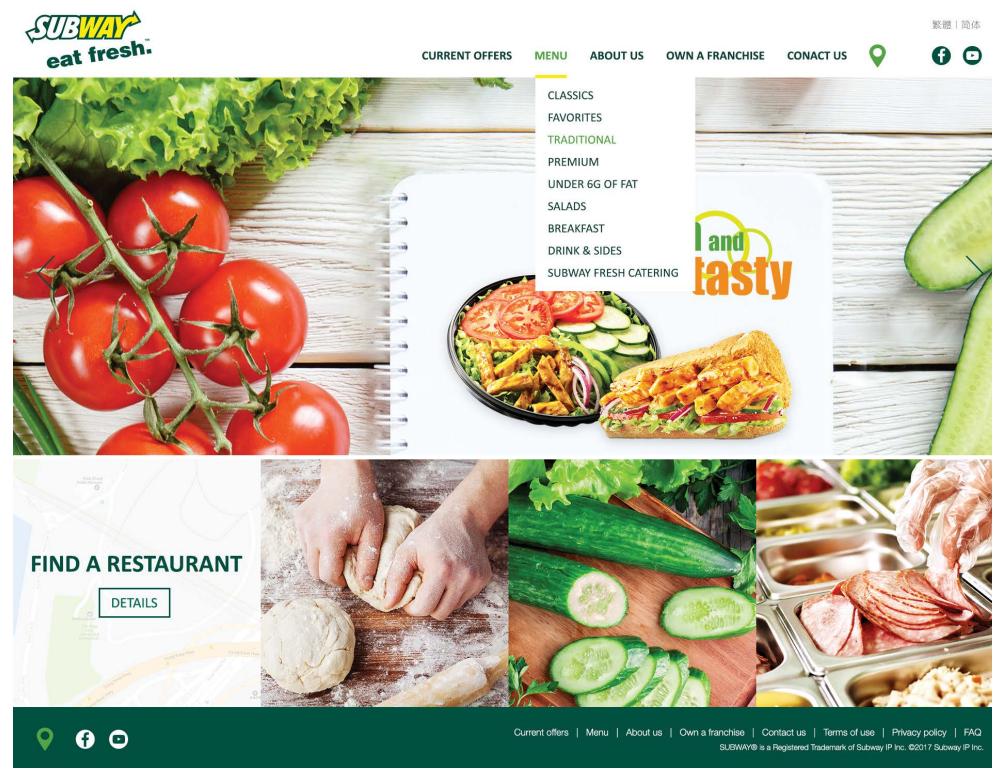 SUBWAY
eat fresh.™
繁體 | 简体
CURRENT OFFERS MENU ABOUT US OWN A FRANCHISE CONACT US
CLASSICS
FAVORITES
TRADITIONAL
PREMIUM
UNDER 6G OF FAT
SALADS
BREAKFAST
DRINK & SIDES
SUBWAY FRESH CATERING
and
tasty
FIND A RESTAURANT
DETAILS
Current offers | Menu | About us | Own a franchise | Contact us | Terms of use | Privacy policy | FAQ
SUBWAY® is a Registered Trademark of Subway IP Inc. ©2017 Subway IP Inc.